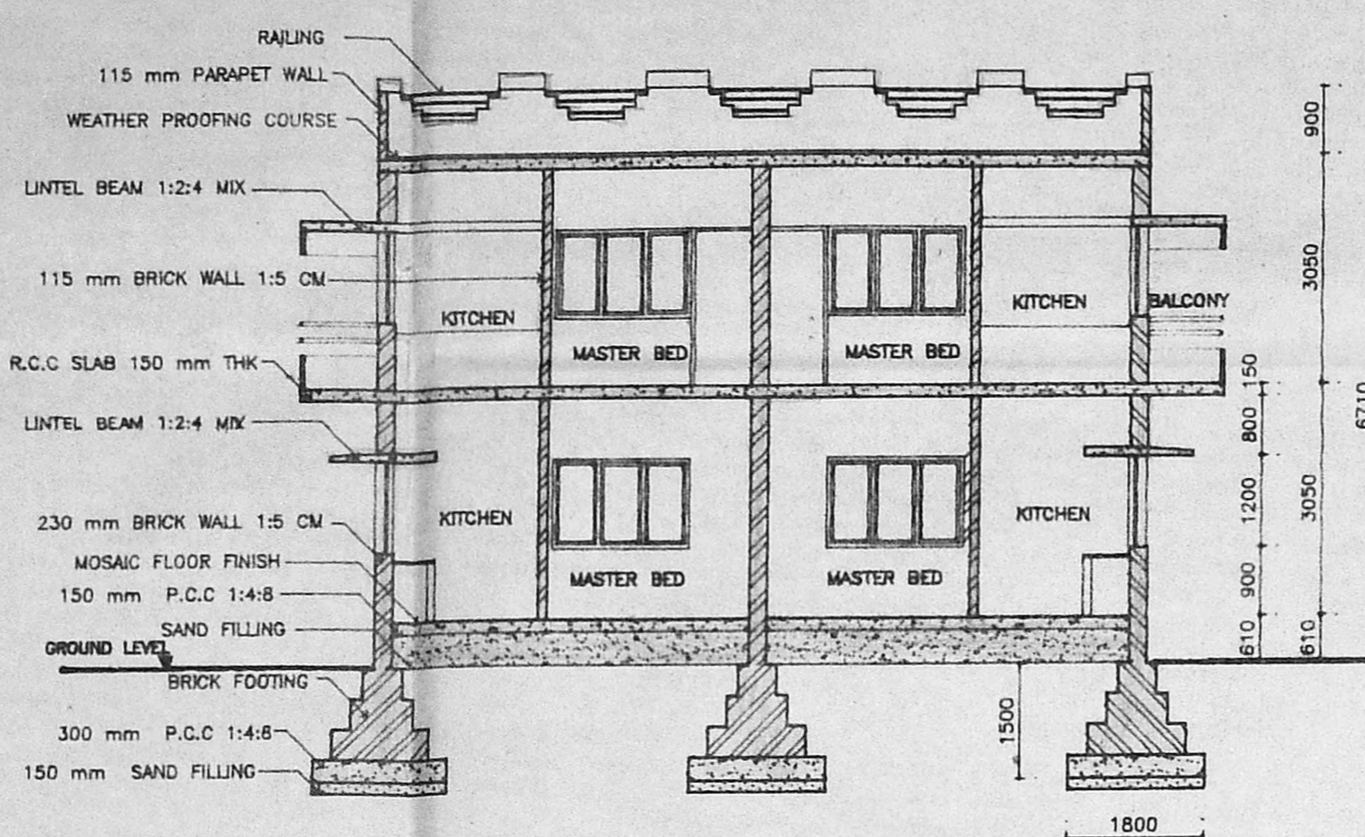 RAILING
115 mm PARAPET WALL
WEATHER PROOFING COURSE
LINTEL BEAM 1:2:4 MIX
115 mm BRICK WALL 1:5 CM
R.C.C SLAB 150 mm THK
LINTEL BEAM 1:2:4 MIX
230 mm BRICK WALL 1:5 CM
MOSAIC FLOOR FINISH
150 mm P.C.C 1:4:8
SAND FILLING
GROUND LEVEL
BRICK FOOTING
300 mm P.C.C 1:4:8
150 mm SAND FILLING
KITCHEN
MASTER BED
MASTER BED
KITCHEN
BALCONY
KITCHEN
MASTER BED
MASTER BED
KITCHEN
900
3050
150
800
1200
900
610
3050
610
6710
1500
1800